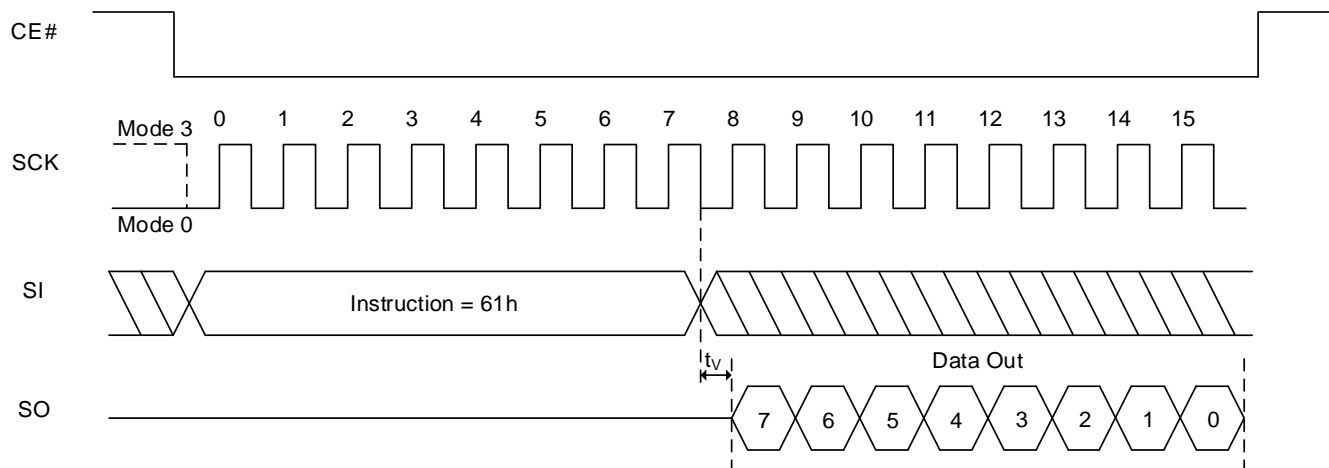 CE#
0 1 2 3 4 5 6 7 8 9 10 11 12 13 14 15
Mode 3
SCK
Mode 0
SI
Instruction = 61h
tV
Data Out
SO
7 6 5 4 3 2 1 0